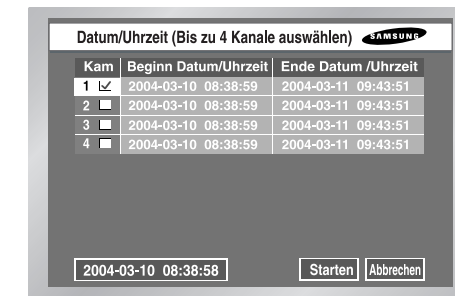 Datum/Uhrzeit (Bis zu 4 Kanale auswählen) SAMSUNG
Kam Beginn Datum/Uhrzeit Ende Datum /Uhrzeit
1 2004-03-10 08:38:59 2004-03-11 09:43:51
2 2004-03-10 08:38:59 2004-03-11 09:43:51
3 2004-03-10 08:38:59 2004-03-11 09:43:51
4 2004-03-10 08:38:59 2004-03-11 09:43:51
2004-03-10 08:38:58 Starten Abbrechen